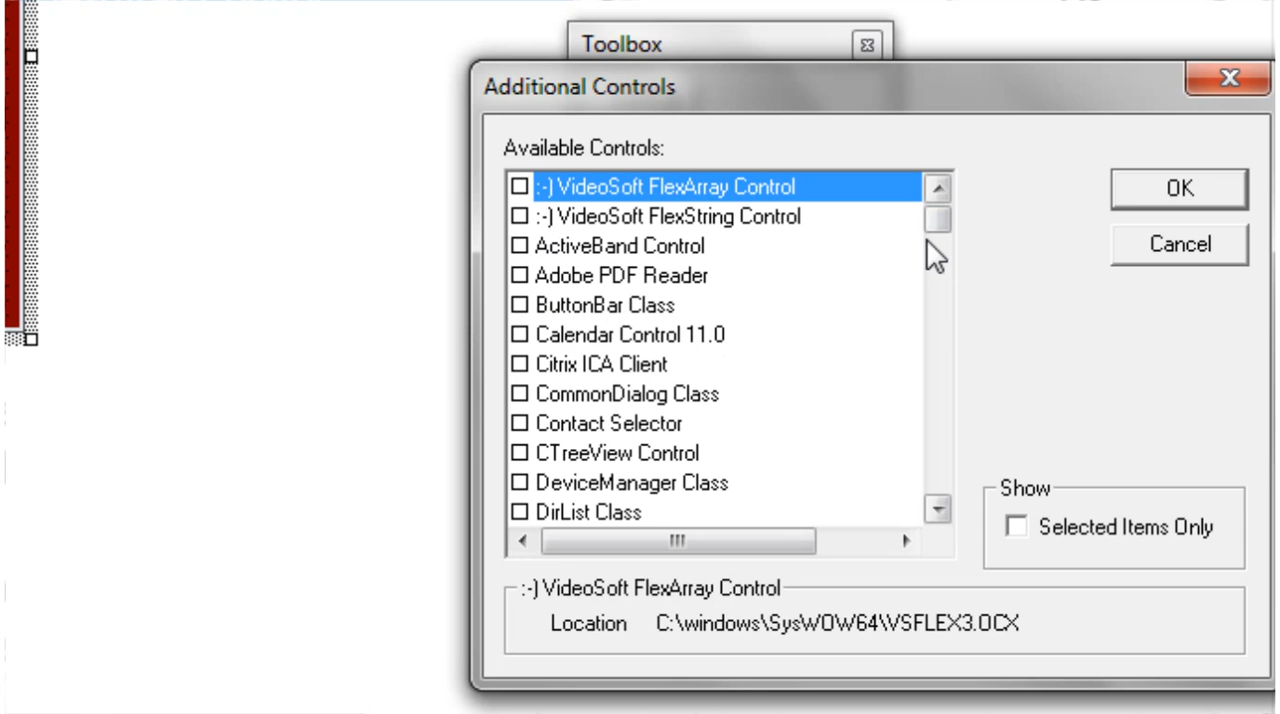 Toolbox
Additional Controls
Available Controls:
:-) VideoSoft FlexArray Control
:-) VideoSoft FlexString Control
ActiveBand Control
Adobe PDF Reader
ButtonBar Class
Calendar Control 11.0
Citrix ICA Client
CommonDialog Class
Contact Selector
CTreeView Control
DeviceManager Class
DirList Class
OK
Cancel
Show
Selected Items Only
:-) VideoSoft FlexArray Control
Location C:\windows\SysWOW64\VSFLEX3.OCX